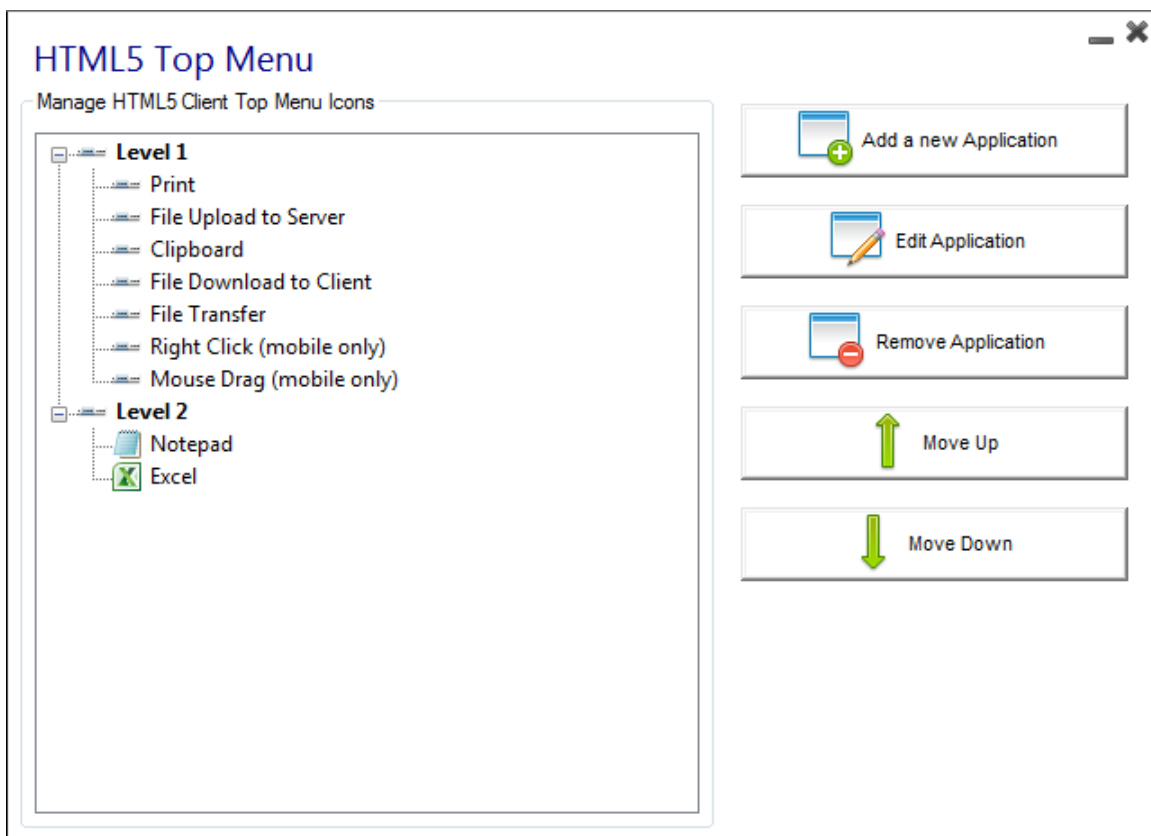 HTML5 Top Menu
Manage HTML5 Client Top Menu Icons
Level 1
Print
File Upload to Server
Clipboard
File Download to Client
File Transfer
Right Click (mobile only)
Mouse Drag (mobile only)
Level 2
Notepad
Excel
Add a new Application
Edit Application
Remove Application
Move Up
Move Down